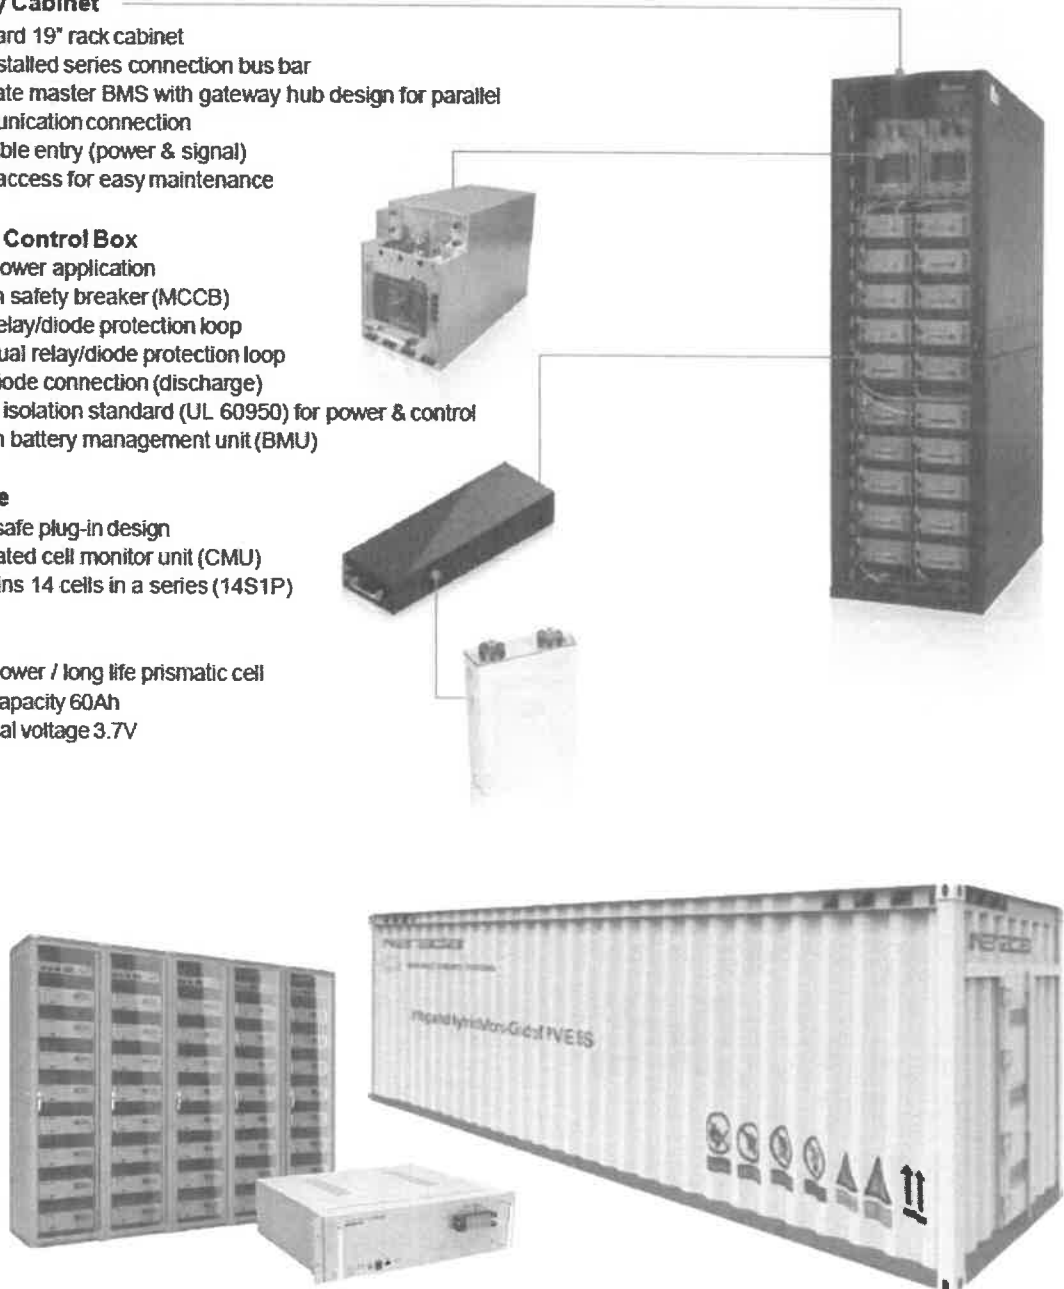 y Cabinet
ard 19" rack cabinet
stalled series connection bus bar
ate master BMS with gateway hub design for parallel
unication connection
ble entry (power & signal)
access for easy maintenance
Control Box
ower application
n safety breaker (MCCB)
elay/diode protection loop
ual relay/diode protection loop
iode connection (discharge)
isolation standard (UL 60950) for power & control
n battery management unit (BMU)
e
safe plug-in design
ated cell monitor unit (CMU)
ins 14 cells in a series (14S1P)
ower / long life prismatic cell
apacity 60Ah
al voltage 3.7V